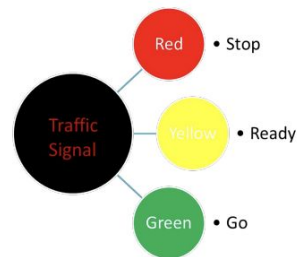 Traffic
Signal
Red
• Stop
Yellow
• Ready
Green
• Go